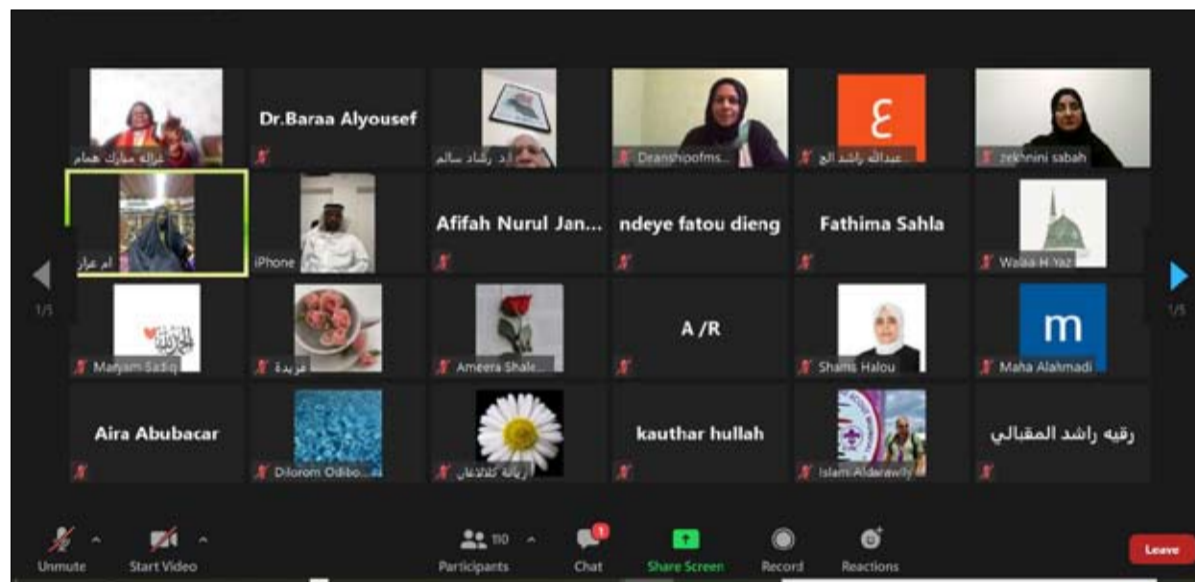 غزاله مبارك همام
Dr.Baraa Alyousef
ا.د. رشاد سالم
Deanshipofms...
ع
عبدالله راشد الج
zekhnini sabah
ام عرار
iPhone
Afifah Nurul Jan...
ndeye fatou dieng
Fathima Sahla
Walaa H Yaz
1/5
1/5
Maryam Sadiq
فريدة
Ameera Shale...
A /R
Shams Halou
m
Maha Alahmadi
Aira Abubacar
Dilorom Odibo...
kauthar hullah
Islam Aldarawily
رقيه راشد المقبالي
Unmute
Start Video
110
Participants
1
Chat
Share Screen
Record
Reactions
Leave